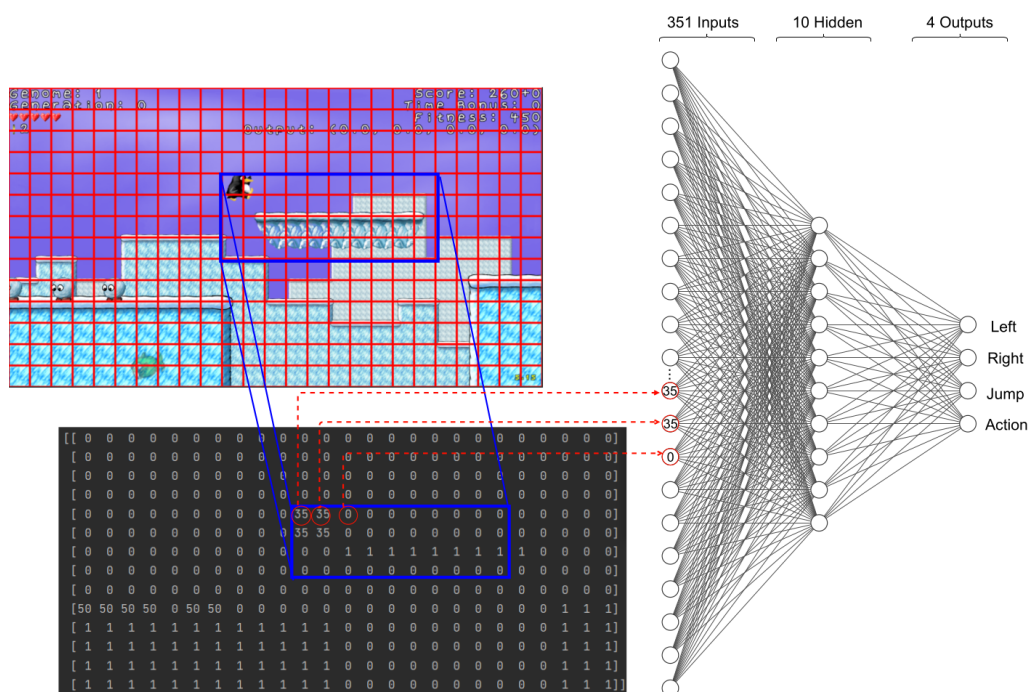 351 Inputs
10 Hidden
4 Outputs
Genome: 1
Generation: 0
:2
Score: 260+0
Time Bonus: 0
Fitness: 450
Output: (0.0, 0.0, 0.0, 0.0)
35
35
0
Left
Right
Jump
Action
[[ 0 0 0 0 0 0 0 0 0 0 0 0 0 0 0 0 0 0 0 0 0 0 0 0 0]
[ 0 0 0 0 0 0 0 0 0 0 0 0 0 0 0 0 0 0 0 0 0 0 0 0 0]
[ 0 0 0 0 0 0 0 0 0 0 0 0 0 0 0 0 0 0 0 0 0 0 0 0 0]
[ 0 0 0 0 0 0 0 0 0 0 0 0 0 0 0 0 0 0 0 0 0 0 0 0 0]
[ 0 0 0 0 0 0 0 0 0 0 35 35 0 0 0 0 0 0 0 0 0 0 0 0 0]
[ 0 0 0 0 0 0 0 0 0 0 35 35 0 0 0 0 0 0 0 0 0 0 0 0 0]
[ 0 0 0 0 0 0 0 0 0 0 0 0 1 1 1 1 1 1 1 1 1 0 0 0 0]
[ 0 0 0 0 0 0 0 0 0 0 0 0 0 0 0 0 0 0 0 0 0 0 0 0 0]
[ 0 0 0 0 0 0 0 0 0 0 0 0 0 0 0 0 0 0 0 0 0 0 0 0 0]
[50 50 50 50 0 50 50 0 0 0 0 0 0 0 0 0 0 0 0 0 0 0 1 1 1]
[ 1 1 1 1 1 1 1 1 1 1 1 1 0 0 0 0 0 0 0 0 0 0 1 1 1]
[ 1 1 1 1 1 1 1 1 1 1 1 1 0 0 0 0 0 0 0 0 0 0 1 1 1]
[ 1 1 1 1 1 1 1 1 1 1 1 1 0 0 0 0 0 0 0 0 0 0 1 1 1]
[ 1 1 1 1 1 1 1 1 1 1 1 1 0 0 0 0 0 0 0 0 0 0 1 1 1]]